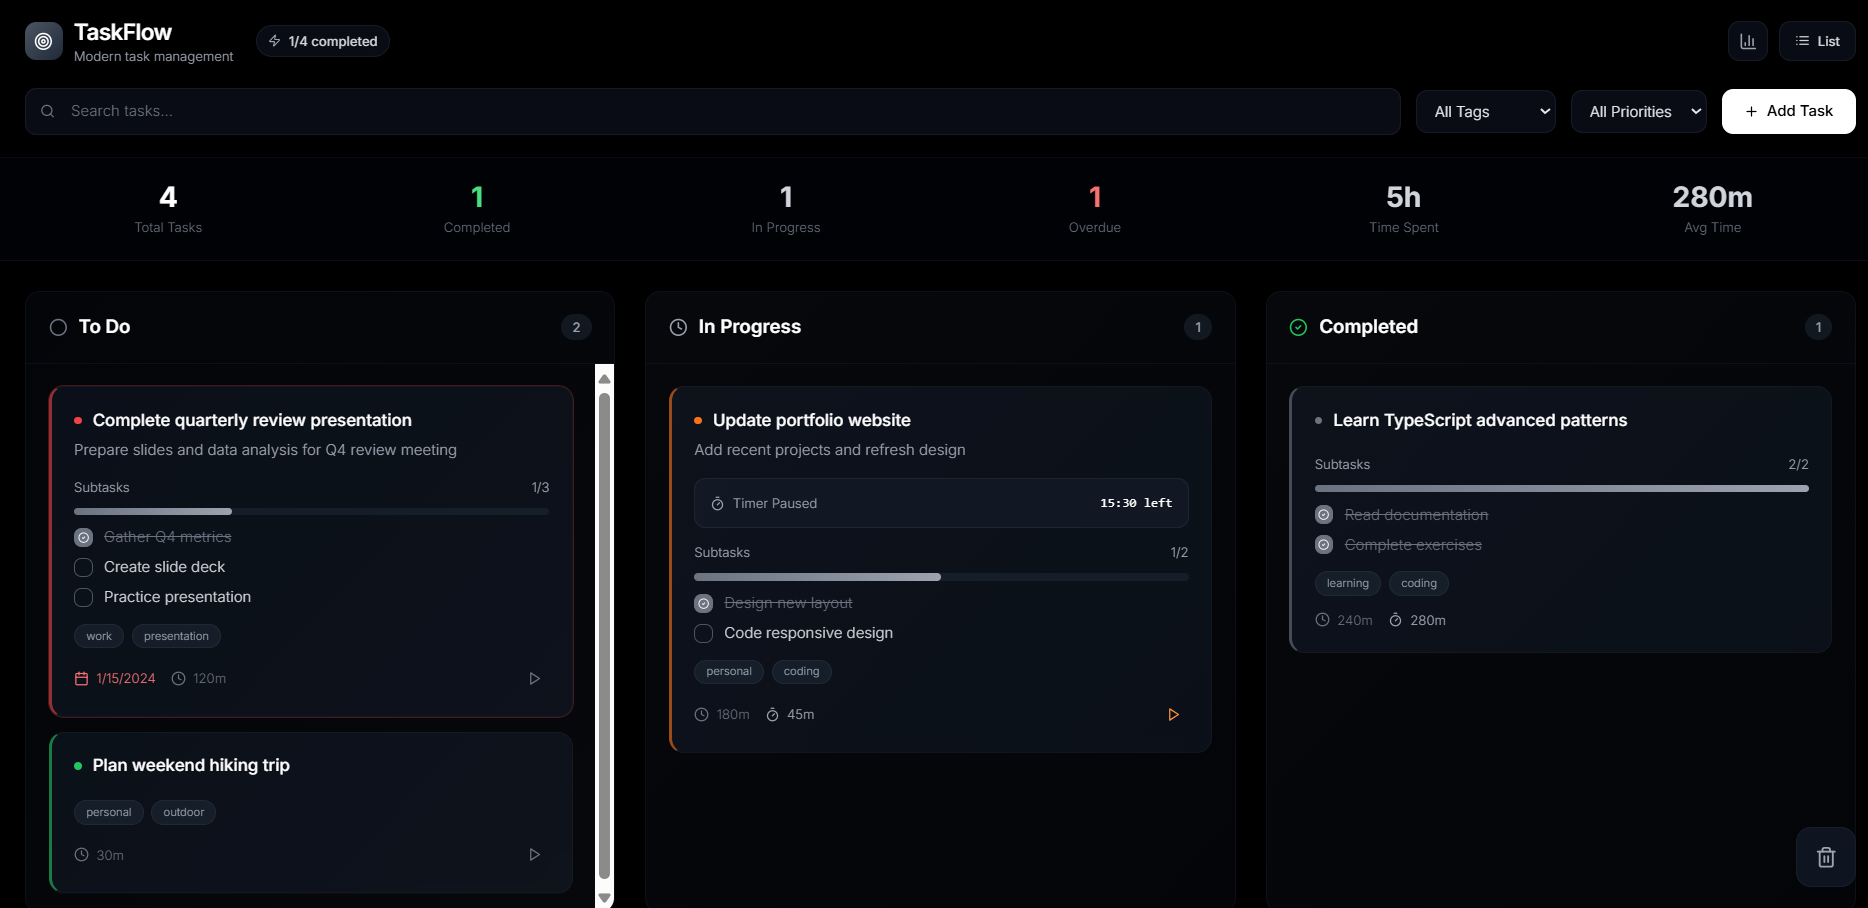 TaskFlow
Modern task management
1/4 completed
List
Search tasks...
All Tags
All Priorities
+ Add Task
4
Total Tasks
1
Completed
1
In Progress
1
Overdue
5h
Time Spent
280m
Avg Time
To Do
2
Complete quarterly review presentation
Prepare slides and data analysis for Q4 review meeting
Subtasks 1/3
Gather Q4 metrics
Create slide deck
Practice presentation
work presentation
1/15/2024 120m
Plan weekend hiking trip
personal outdoor
30m
In Progress
1
Update portfolio website
Add recent projects and refresh design
Timer Paused 15:30 left
Subtasks 1/2
Design new layout
Code responsive design
personal coding
180m 45m
Completed
1
Learn TypeScript advanced patterns
Subtasks 2/2
Read documentation
Complete exercises
learning coding
240m 280m